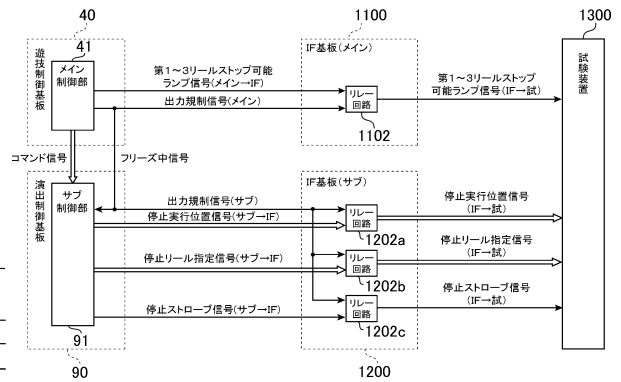 40
1100
1300
遊技制御基板
41
メイン
制御部
第1~3リールストップ可能
ランプ信号(メイン→IF)
出力規制信号(メイン)
IF基板(メイン)
リレー
回路
1102
第1~3リールストップ
可能ランプ信号(IF→試)
試験装置
コマンド信号
フリーズ中信号
演出制御基板
サブ
制御部
91
90
出力規制信号(サブ)
停止実行位置信号(サブ→IF)
停止リール指定信号(サブ→IF)
停止ストローブ信号(サブ→IF)
IF基板(サブ)
リレー
回路
1202a
リレー
回路
1202b
リレー
回路
1202c
1200
停止実行位置信号
(IF→試)
停止リール指定信号
(IF→試)
停止ストローブ信号
(IF→試)